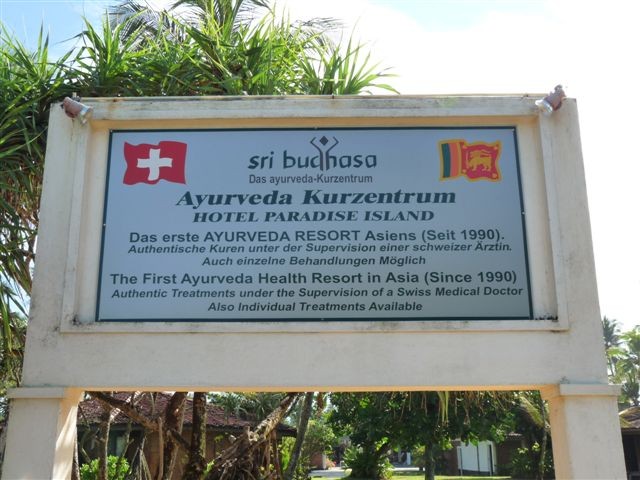 sri budhasa
Das ayurveda-Kurzentrum
Ayurveda Kurzentrum
HOTEL PARADISE ISLAND
Das erste AYURVEDA RESORT Asiens (Seit 1990).
Authentische Kuren unter der Supervision einer schweizer Ärztin.
Auch einzelne Behandlungen Möglich
The First Ayurveda Health Resort in Asia (Since 1990)
Authentic Treatments under the Supervision of a Swiss Medical Doctor
Also Individual Treatments Available